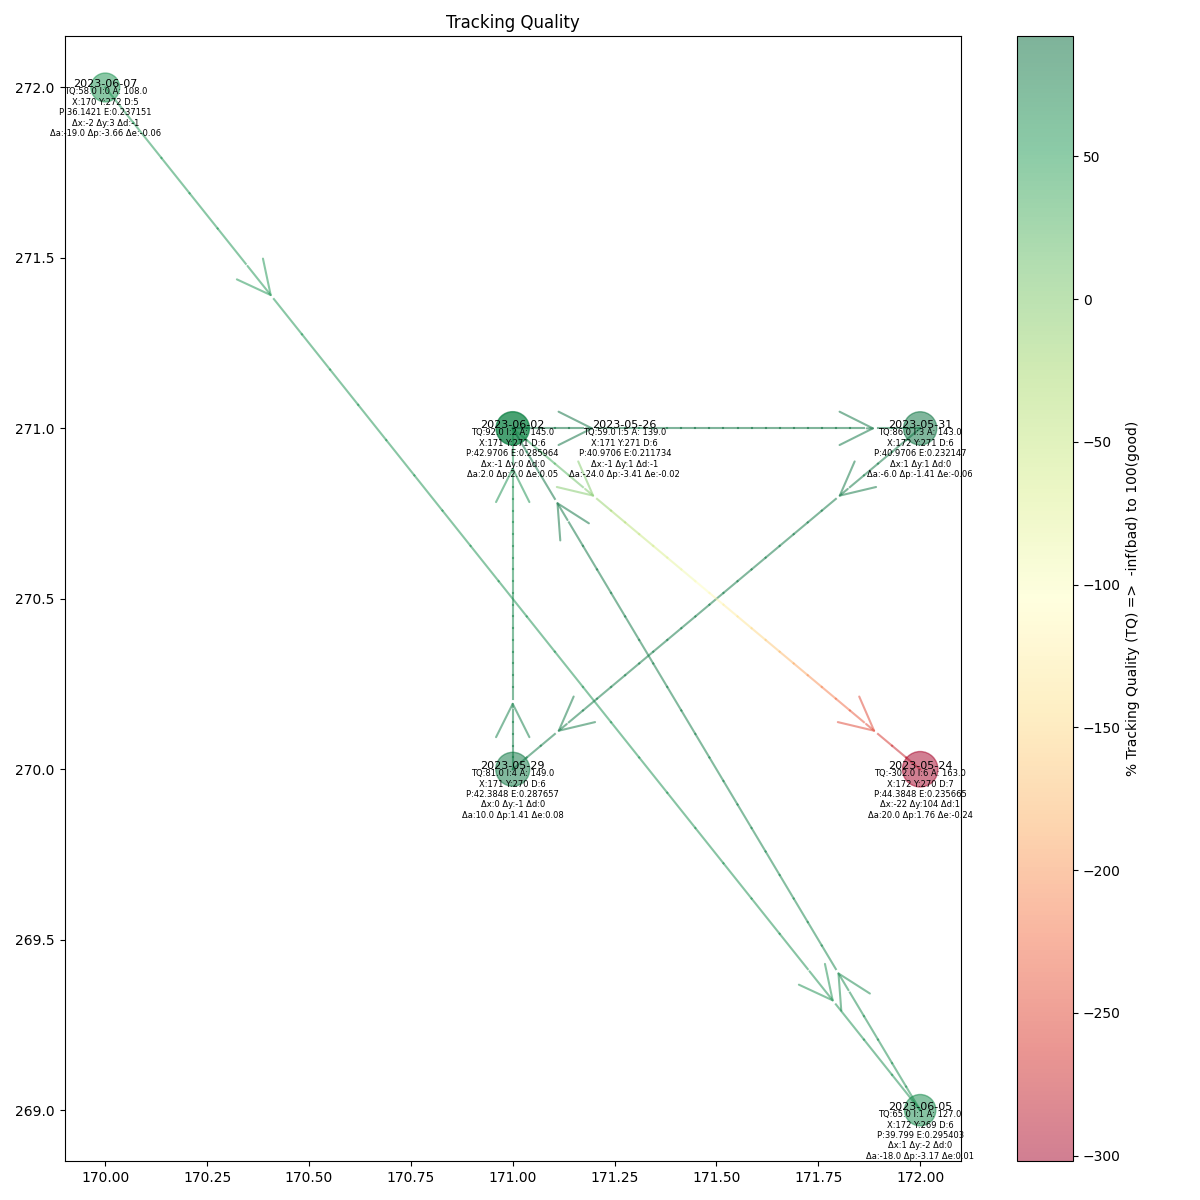 Tracking Quality
272.0
271.5
271.0
270.5
270.0
269.5
269.0
170.00
170.25
170.50
170.75
171.00
171.25
171.50
171.75
172.00
2023-06-07
TQ:58.0 I:0 A: 108.0
X:170 Y:272 D:5
P:36.1421 E:0.237151
Δx:-2 Δy:3 Δd:-1
Δa:-19.0 Δp:-3.66 Δe:-0.06
2023-06-02
TQ:92.0 I:2 A: 145.0
X:171 Y:271 D:6
P:42.9706 E:0.285964
Δx:-1 Δy:0 Δd:0
Δa:2.0 Δp:2.0 Δe:0.05
2023-05-26
TQ:59.0 I:5 A: 139.0
X:171 Y:271 D:6
P:40.9706 E:0.211734
Δx:-1 Δy:1 Δd:-1
Δa:-24.0 Δp:-3.41 Δe:-0.02
2023-05-31
TQ:86.0 I:3 A: 143.0
X:172 Y:271 D:6
P:40.9706 E:0.232147
Δx:1 Δy:1 Δd:0
Δa:-6.0 Δp:-1.41 Δe:-0.06
2023-05-29
TQ:81.0 I:4 A: 149.0
X:171 Y:270 D:6
P:42.3848 E:0.287657
Δx:0 Δy:-1 Δd:0
Δa:10.0 Δp:1.41 Δe:0.08
2023-05-24
TQ:-302.0 I:6 A: 163.0
X:172 Y:270 D:7
P:44.3848 E:0.235665
Δx:-22 Δy:104 Δd:1
Δa:20.0 Δp:1.76 Δe:-0.24
2023-06-05
TQ:65.0 I:1 A: 127.0
X:172 Y:269 D:6
P:39.799 E:0.295403
Δx:1 Δy:-2 Δd:0
Δa:-18.0 Δp:-3.17 Δe:0.01
50
0
−50
−100
−150
−200
−250
−300
% Tracking Quality (TQ) => -inf(bad) to 100(good)